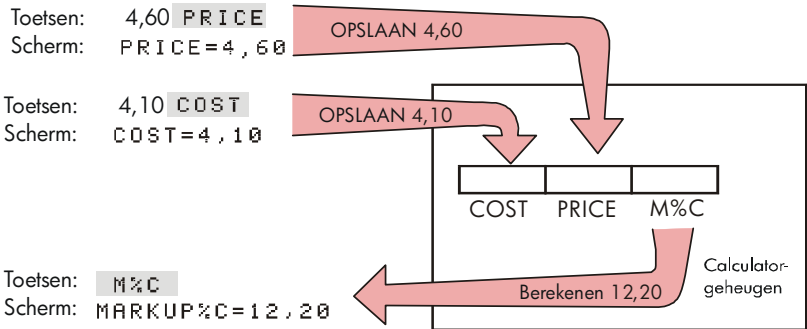 Toetsen: 4,60 PRICE
Scherm: PRICE=4,60
OPSLAAN 4,60
Toetsen: 4,10 COST
Scherm: COST=4,10
OPSLAAN 4,10
COST PRICE M%C
Calculator-
geheugen
Toetsen: M%C
Scherm: MARKUP%C=12,20
Berekenen 12,20